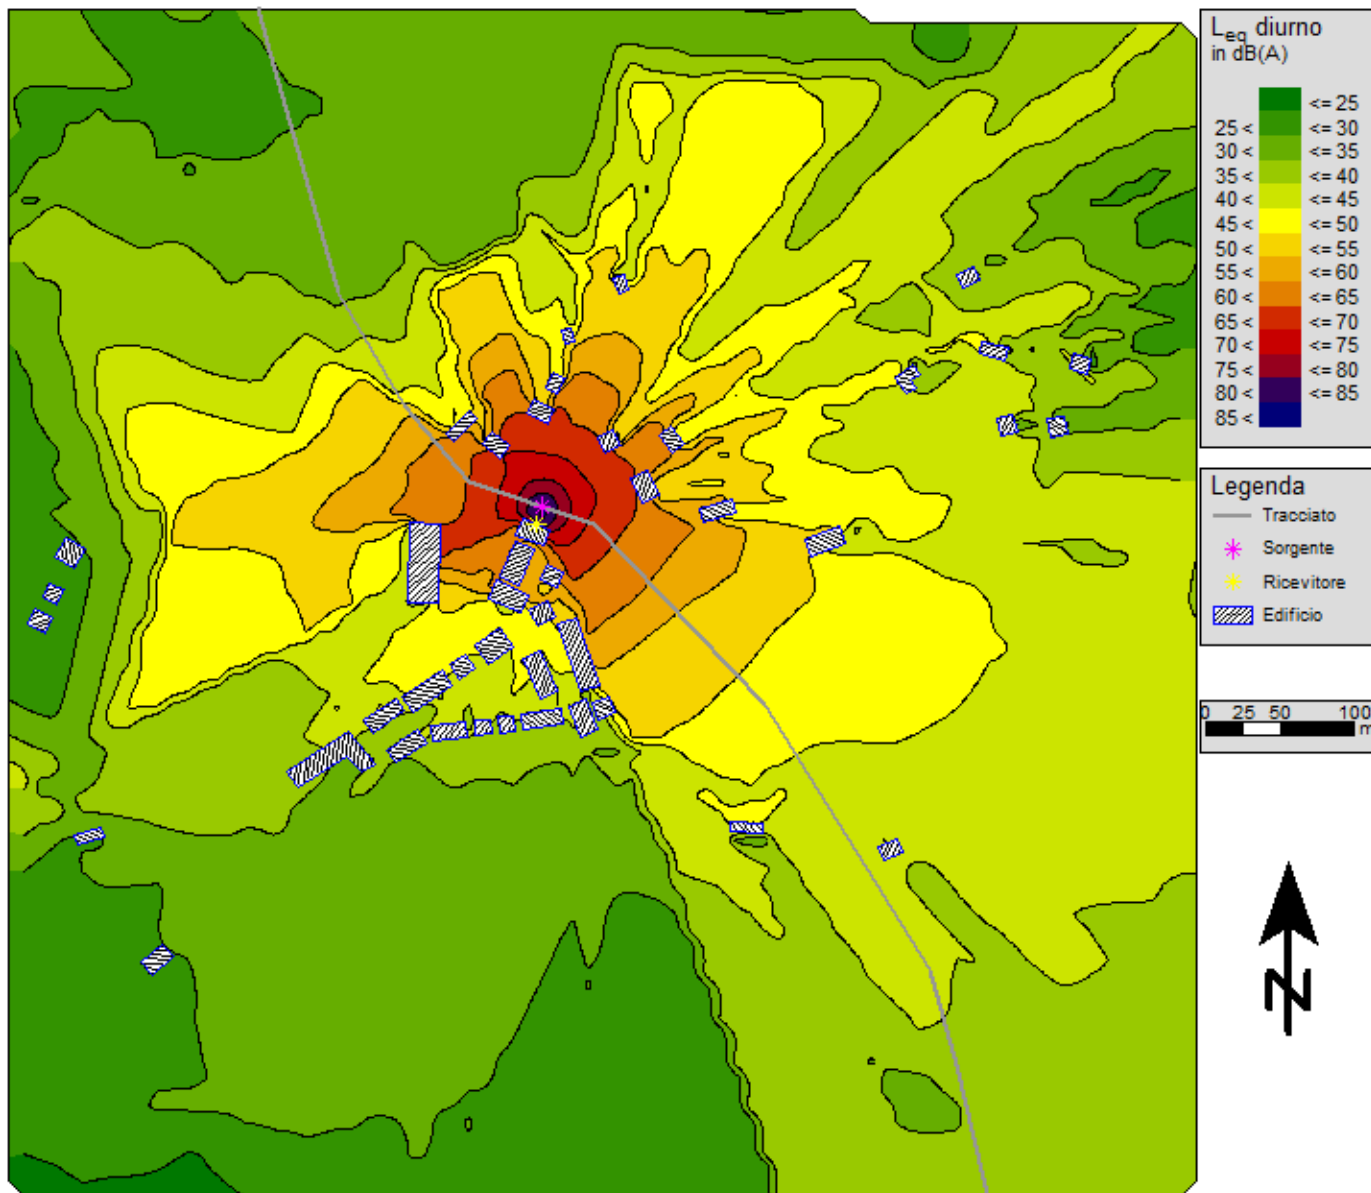 Leq diurno
in dB(A)
<= 25
25 < <= 30
30 < <= 35
35 < <= 40
40 < <= 45
45 < <= 50
50 < <= 55
55 < <= 60
60 < <= 65
65 < <= 70
70 < <= 75
75 < <= 80
80 < <= 85
85 <
Legenda
Tracciato
Sorgente
Ricevitore
Edificio
0 25 50 100
m
N